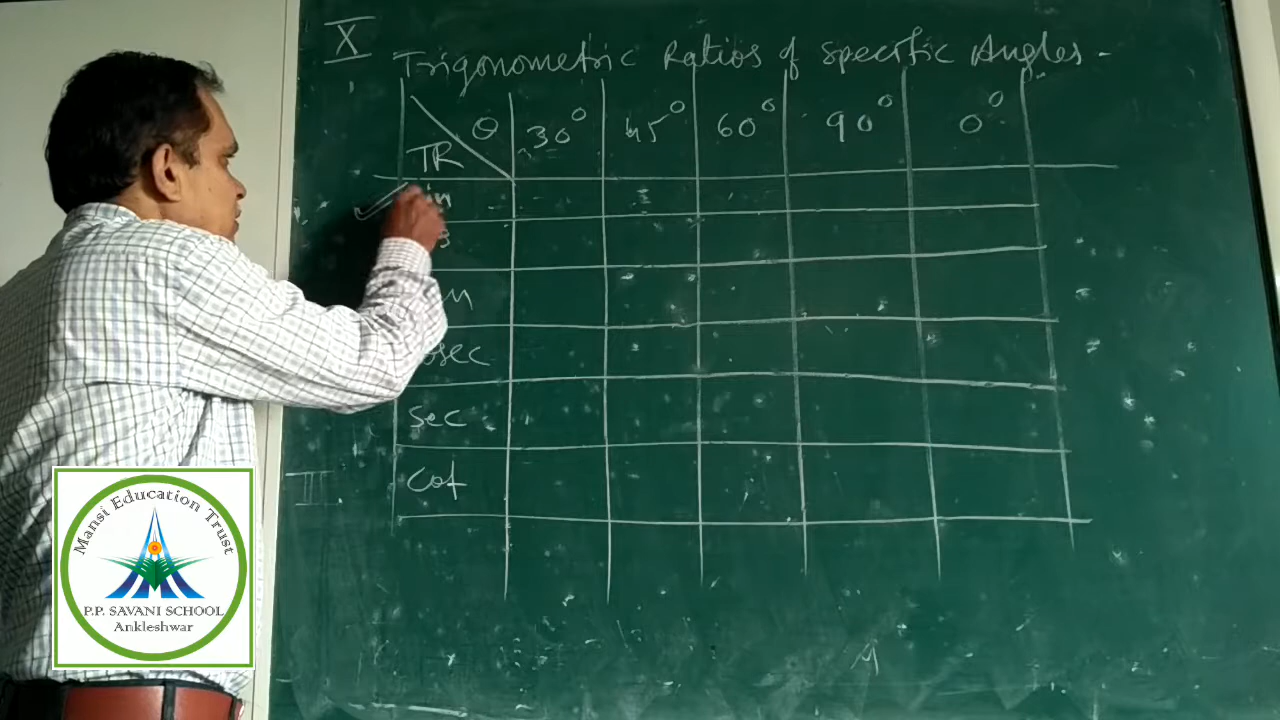 X
Trigonometric Ratios of Specific Angles -
θ 30° 45° 60° 90° 0°
TR
sec
cot
III
Mansi Education Trust
P.P. SAVANI SCHOOL
Ankleshwar